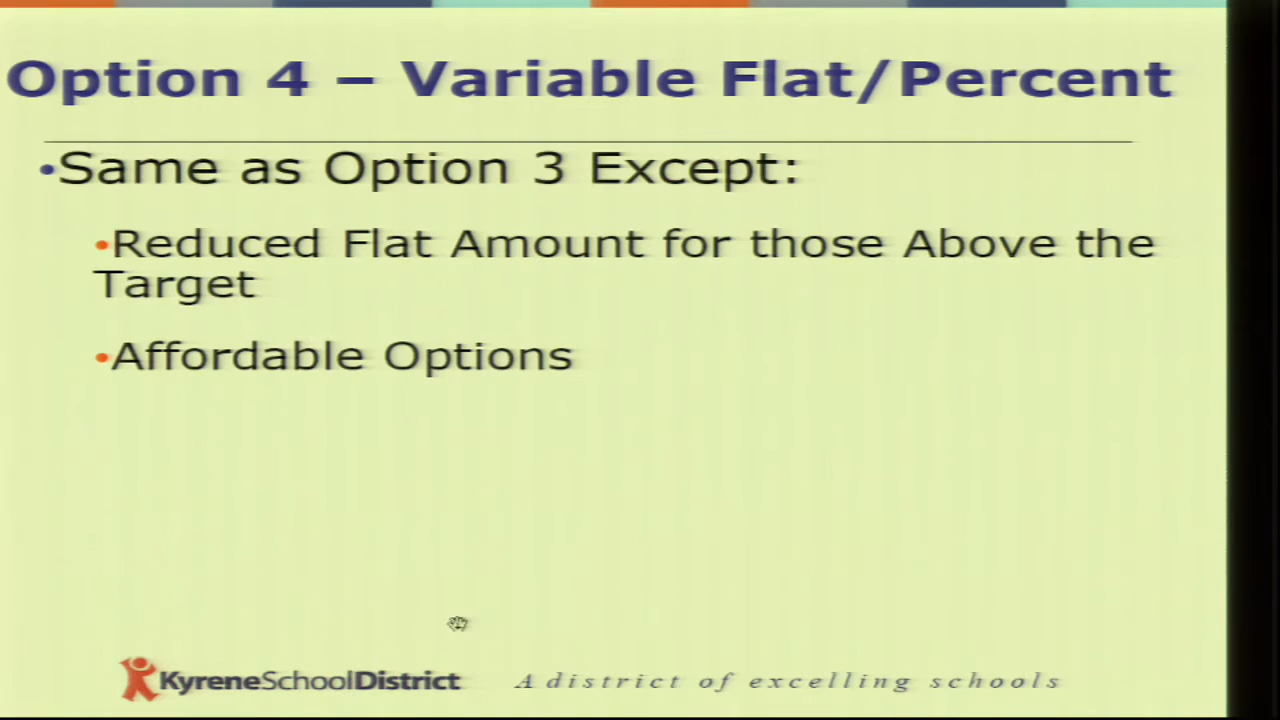 Option 4 – Variable Flat/Percent
•Same as Option 3 Except:
•Reduced Flat Amount for those Above the
Target
•Affordable Options
KyreneSchoolDistrict
A district of excelling schools